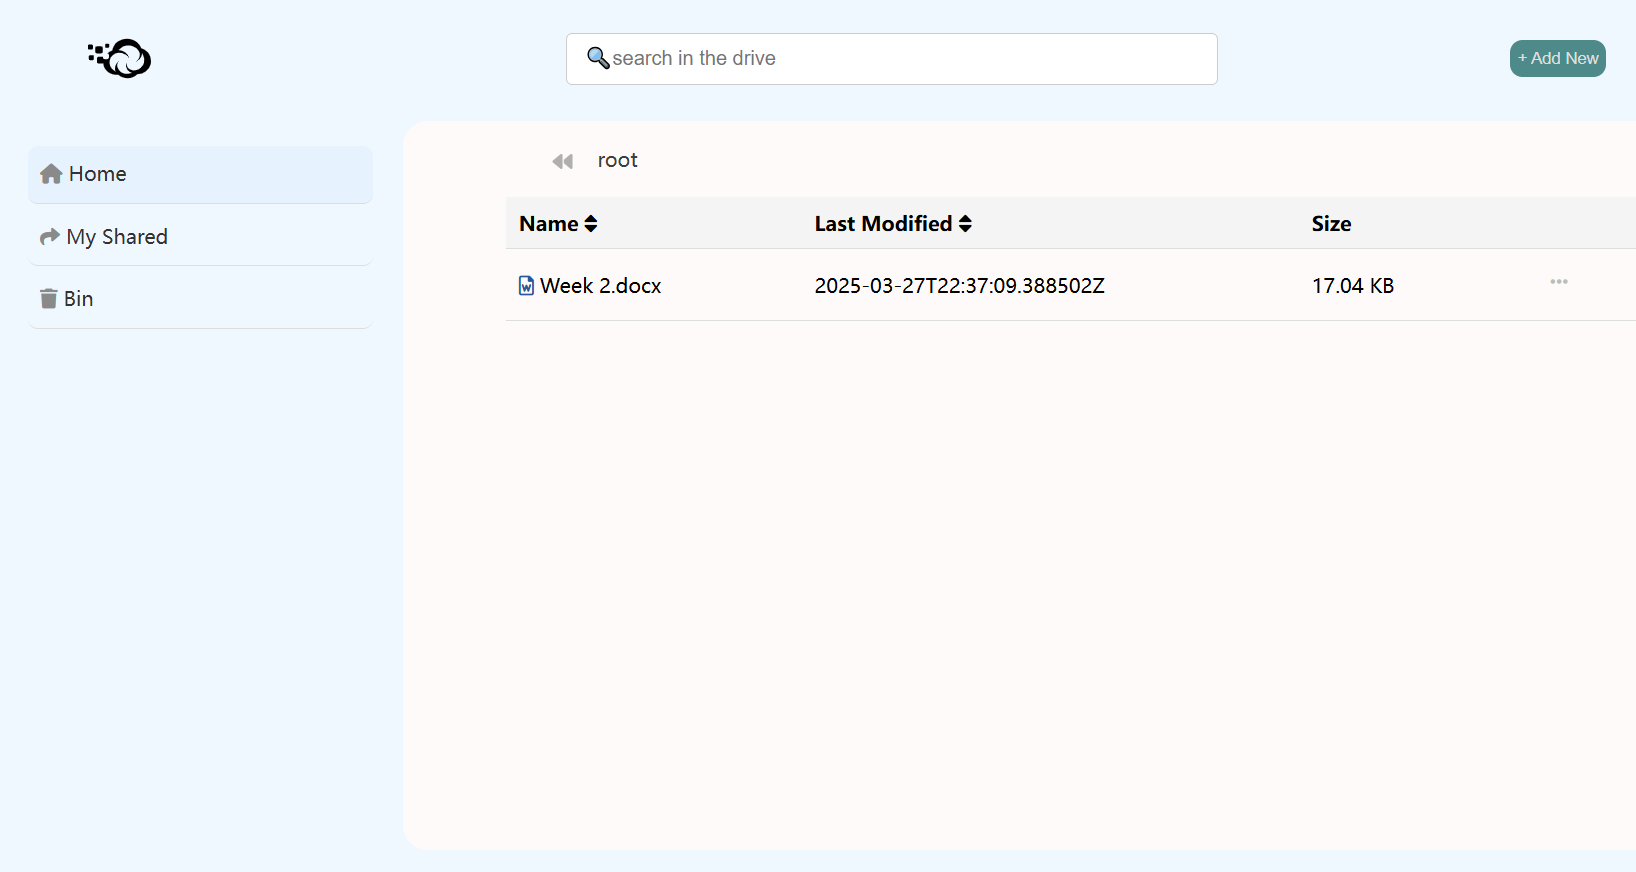 search in the drive
+ Add New
Home
My Shared
Bin
root
Name Last Modified Size
Week 2.docx 2025-03-27T22:37:09.388502Z 17.04 KB ...